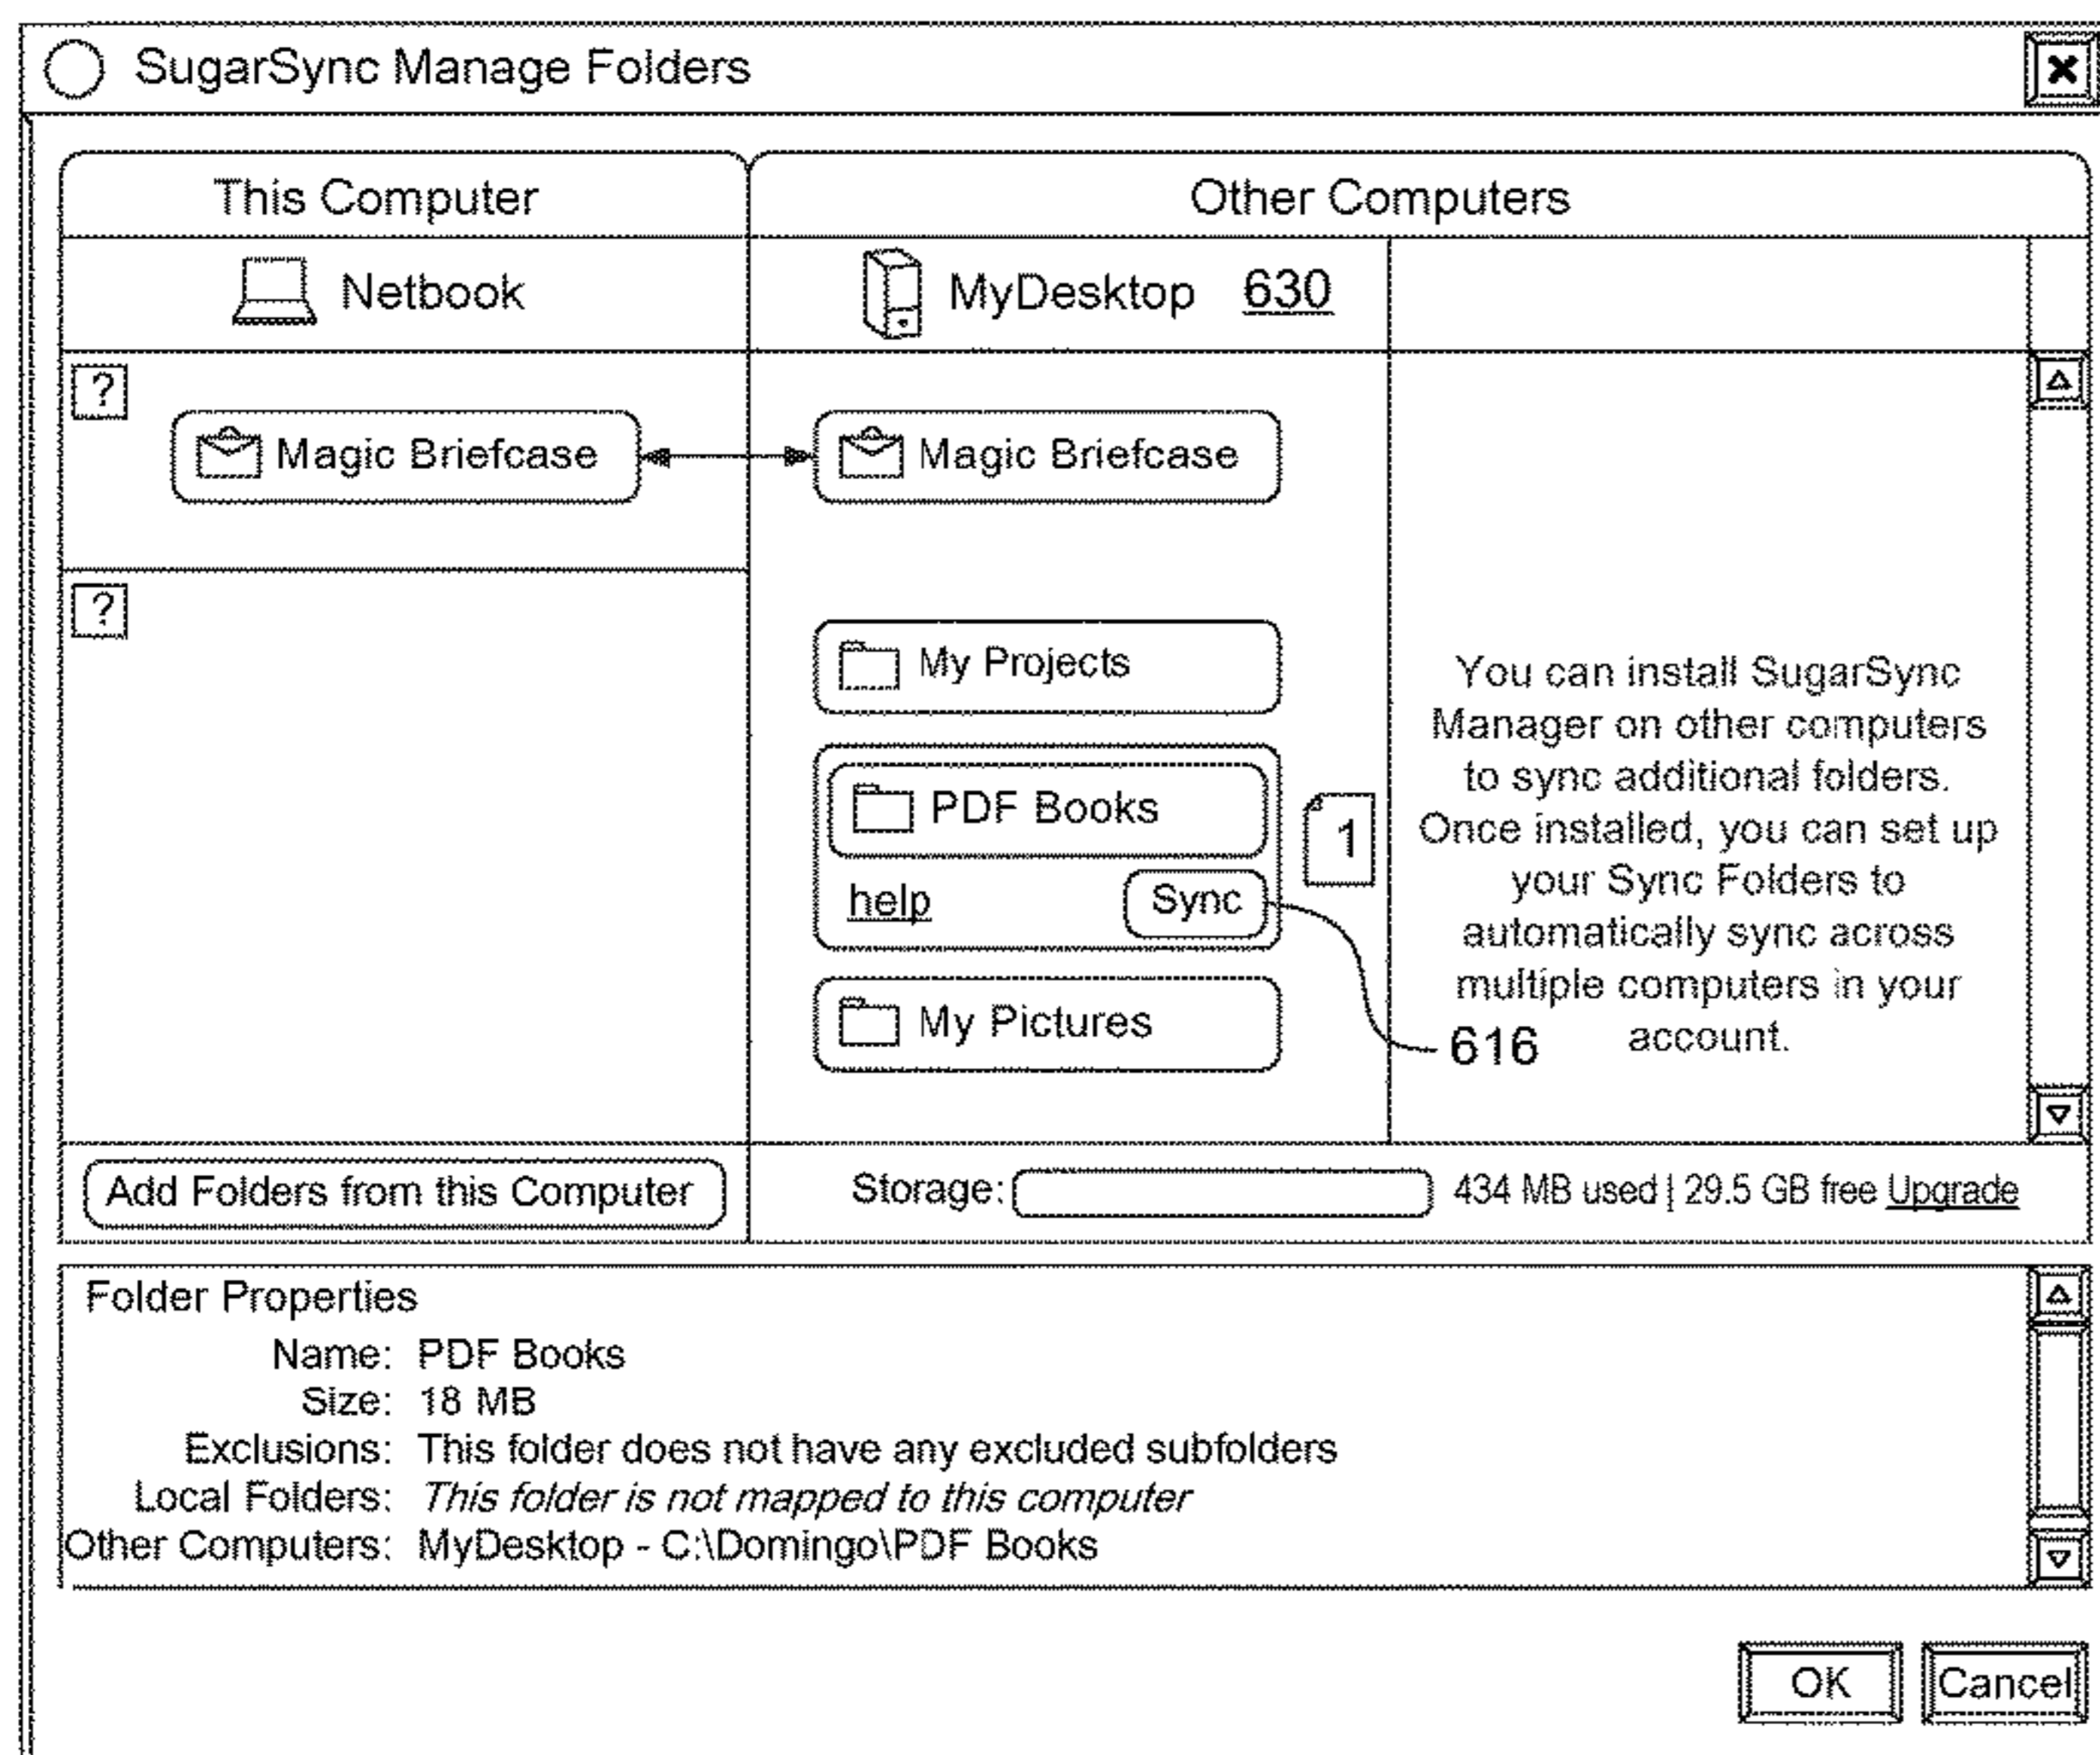 SugarSync Manage Folders
This Computer
Other Computers
Netbook
MyDesktop 630
?
Magic Briefcase
Magic Briefcase
?
My Projects
PDF Books
1
help
Sync
My Pictures
616
You can install SugarSync
Manager on other computers
to sync additional folders.
Once installed, you can set up
your Sync Folders to
automatically sync across
multiple computers in your
account.
Add Folders from this Computer
Storage: 434 MB used | 29.5 GB free Upgrade
Folder Properties
Name: PDF Books
Size: 18 MB
Exclusions: This folder does not have any excluded subfolders
Local Folders: This folder is not mapped to this computer
Other Computers: MyDesktop - C:\Domingo\PDF Books
OK
Cancel